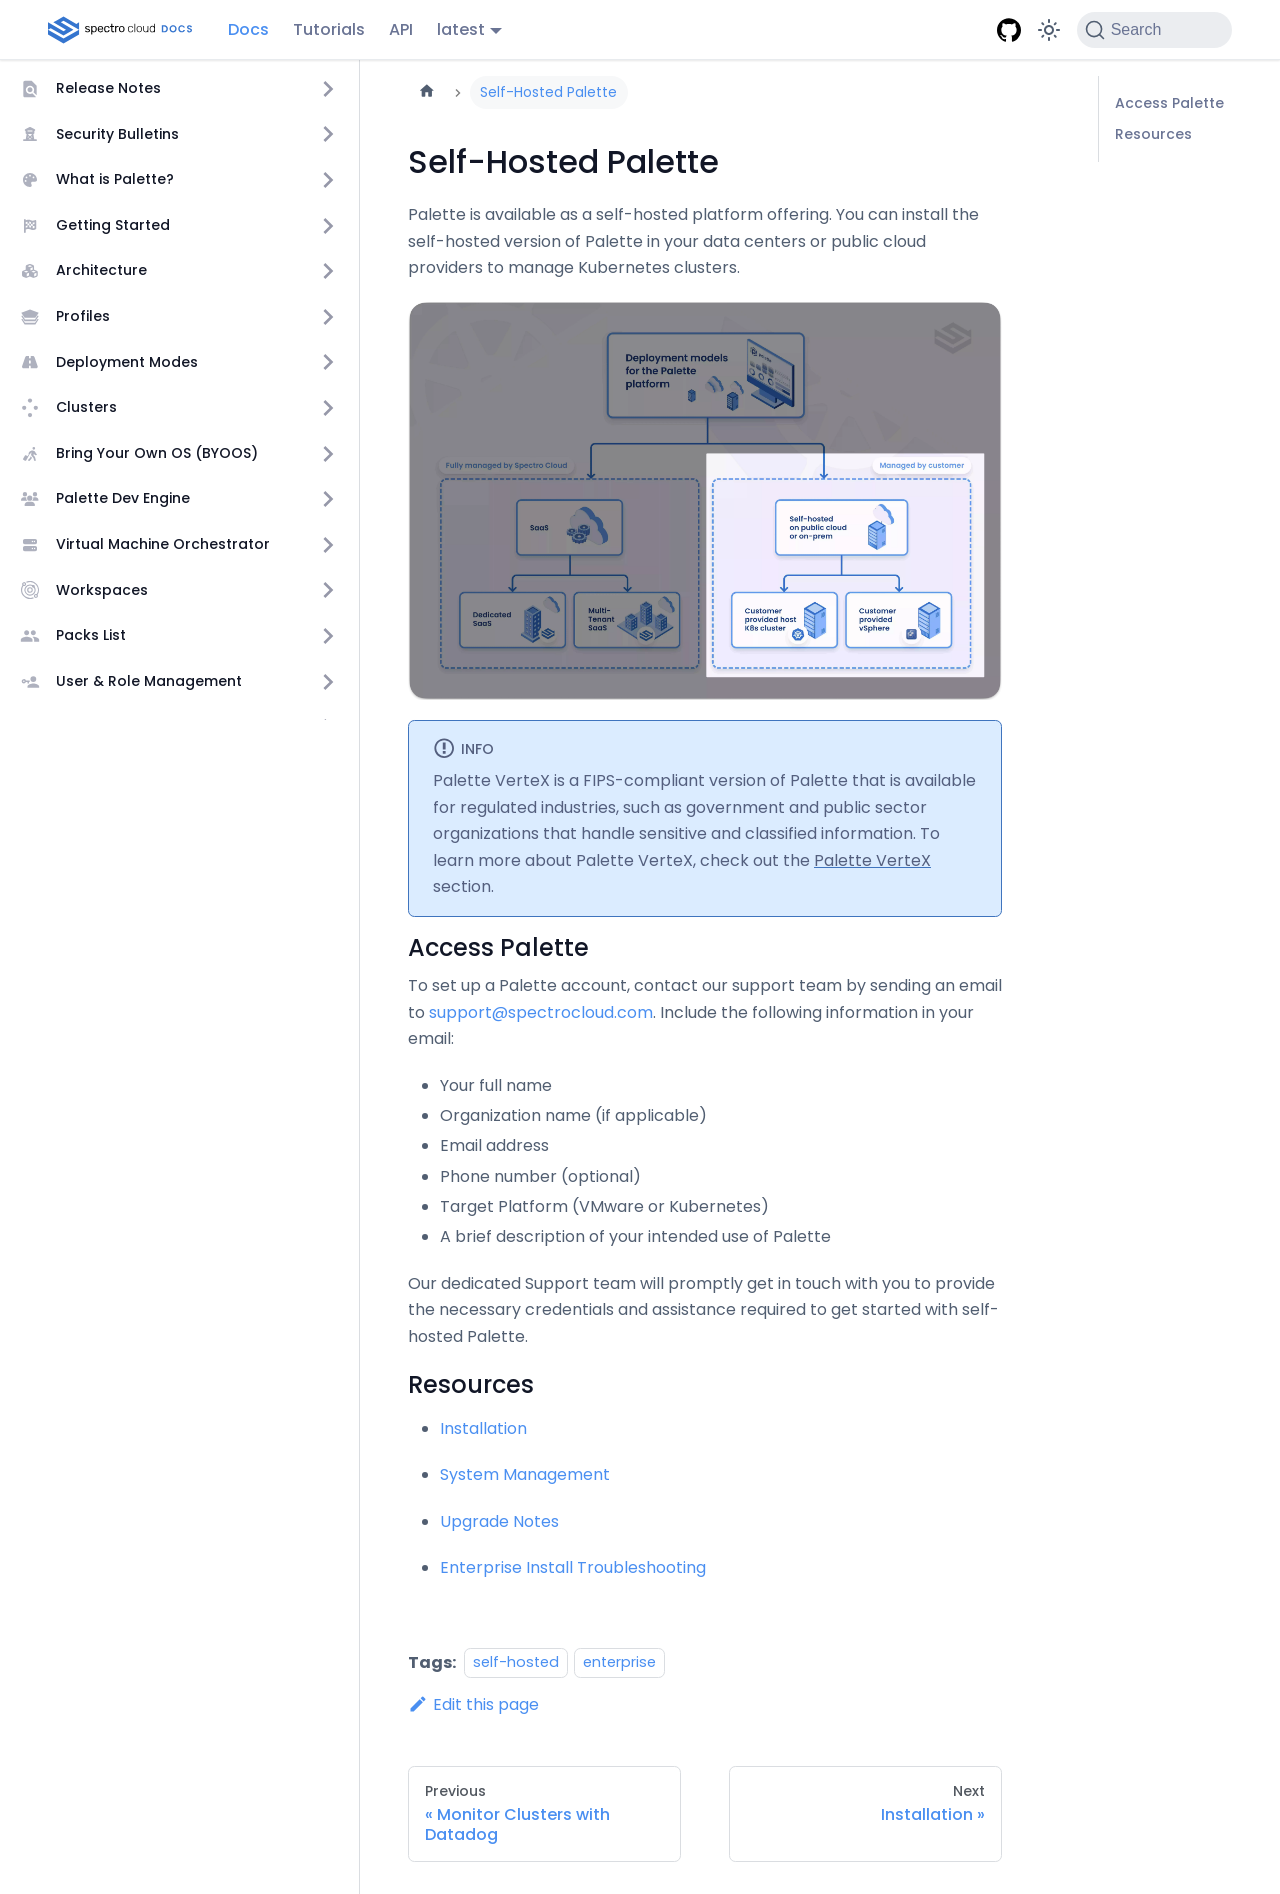 spectro cloud DOCS
Docs
Tutorials
API
latest
Search
Release Notes
Security Bulletins
What is Palette?
Getting Started
Architecture
Profiles
Deployment Modes
Clusters
Bring Your Own OS (BYOOS)
Palette Dev Engine
Virtual Machine Orchestrator
Workspaces
Packs List
User & Role Management
Self-Hosted Palette
Self-Hosted Palette
Palette is available as a self-hosted platform offering. You can install the
self-hosted version of Palette in your data centers or public cloud
providers to manage Kubernetes clusters.
Deployment models
for the Palette
platform
Fully managed by Spectro Cloud
Managed by customer
SaaS
Self-hosted
on public cloud
or on-prem
Dedicated
SaaS
Multi-
Tenant
SaaS
Customer
provided host
K8s cluster
Customer
provided
vSphere
INFO
Palette VerteX is a FIPS-compliant version of Palette that is available
for regulated industries, such as government and public sector
organizations that handle sensitive and classified information. To
learn more about Palette VerteX, check out the Palette VerteX
section.
Access Palette
To set up a Palette account, contact our support team by sending an email
to support@spectrocloud.com. Include the following information in your
email:
• Your full name
• Organization name (if applicable)
• Email address
• Phone number (optional)
• Target Platform (VMware or Kubernetes)
• A brief description of your intended use of Palette
Our dedicated Support team will promptly get in touch with you to provide
the necessary credentials and assistance required to get started with self-
hosted Palette.
Resources
• Installation
• System Management
• Upgrade Notes
• Enterprise Install Troubleshooting
Tags: self-hosted enterprise
Edit this page
Previous
« Monitor Clusters with
Datadog
Next
Installation »
Access Palette
Resources